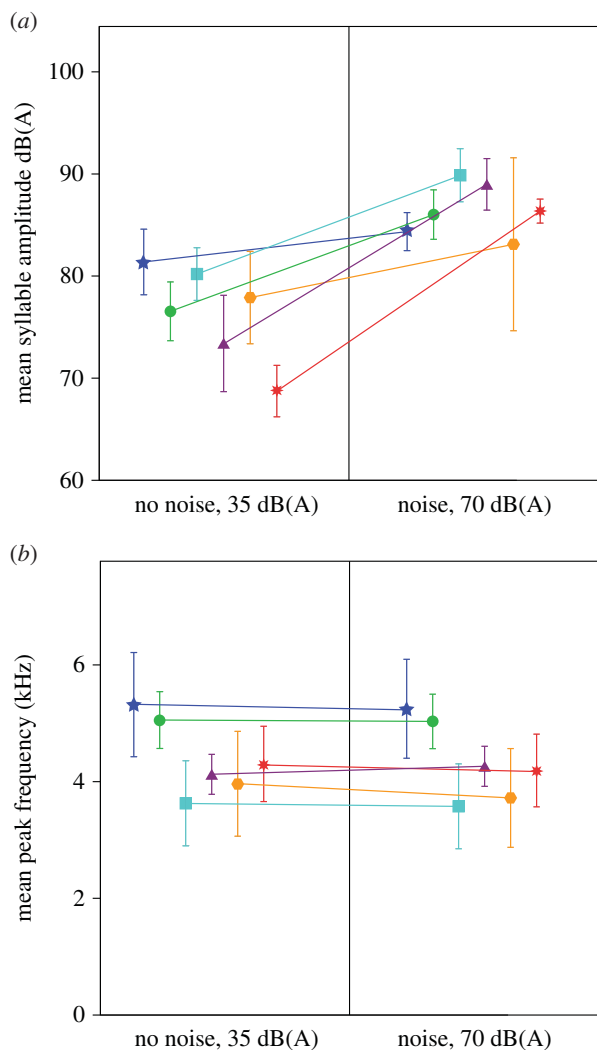 (a)
mean syllable amplitude dB(A)
100
90
80
70
60
no noise, 35 dB(A)
noise, 70 dB(A)
(b)
mean peak frequency (kHz)
6
4
2
0
no noise, 35 dB(A)
noise, 70 dB(A)